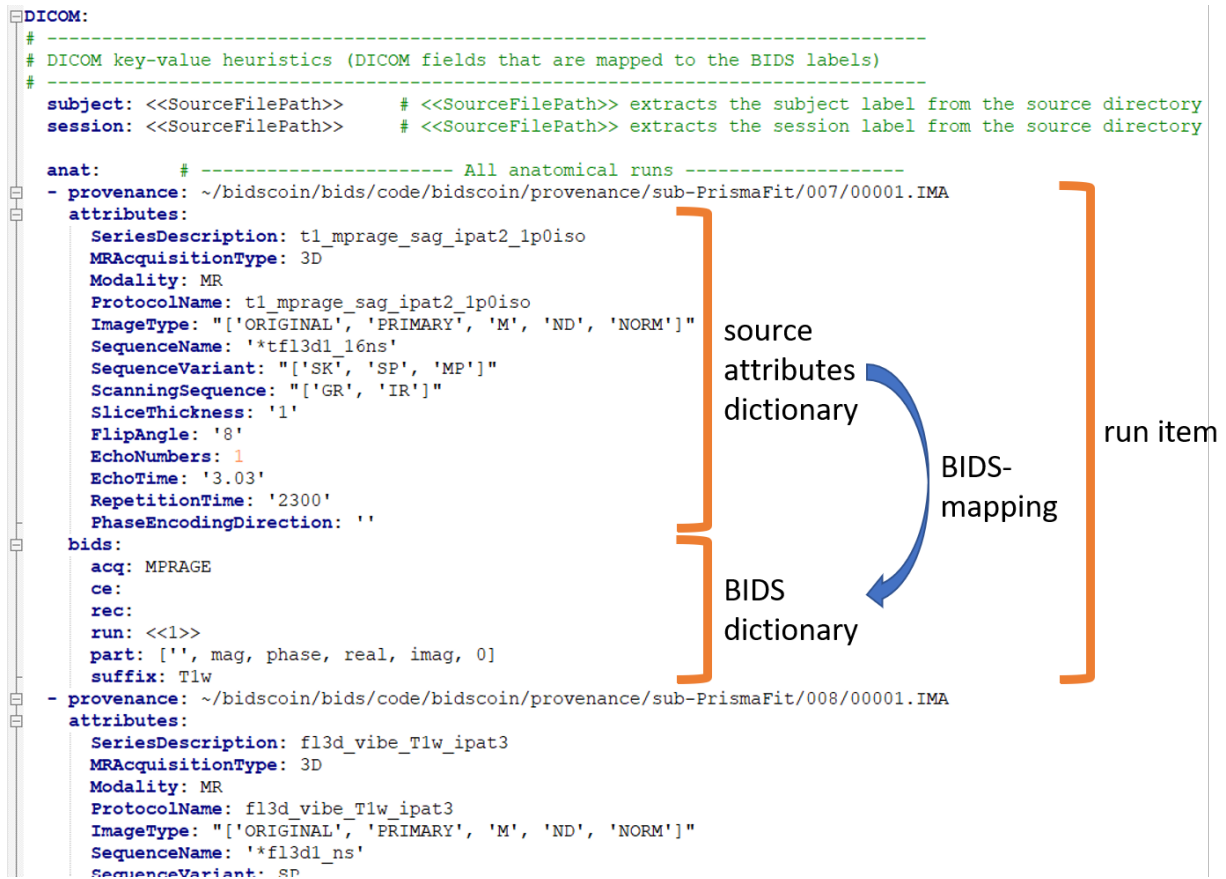 DICOM:
# --------------------------------------------------------------------------------
# DICOM key-value heuristics (DICOM fields that are mapped to the BIDS labels)
# --------------------------------------------------------------------------------
subject: <<SourceFilePath>> # <<SourceFilePath>> extracts the subject label from the source directory
session: <<SourceFilePath>> # <<SourceFilePath>> extracts the session label from the source directory
anat: # ----------------------- All anatomical runs --------------------
- provenance: ~/bidscoin/bids/code/bidscoin/provenance/sub-PrismaFit/007/00001.IMA
attributes:
SeriesDescription: t1_mprage_sag_ipat2_1p0iso
MRAcquisitionType: 3D
Modality: MR
ProtocolName: t1_mprage_sag_ipat2_1p0iso
ImageType: "['ORIGINAL', 'PRIMARY', 'M', 'ND', 'NORM']"
SequenceName: '*tfl3d1_16ns'
SequenceVariant: "['SK', 'SP', 'MP']"
ScanningSequence: "['GR', 'IR']"
SliceThickness: '1'
FlipAngle: '8'
EchoNumbers: 1
EchoTime: '3.03'
RepetitionTime: '2300'
PhaseEncodingDirection: ''
bids:
acq: MPRAGE
ce:
rec:
run: <<1>>
part: ['', mag, phase, real, imag, 0]
suffix: T1w
- provenance: ~/bidscoin/bids/code/bidscoin/provenance/sub-PrismaFit/008/00001.IMA
attributes:
SeriesDescription: fl3d_vibe_T1w_ipat3
MRAcquisitionType: 3D
Modality: MR
ProtocolName: fl3d_vibe_T1w_ipat3
ImageType: "['ORIGINAL', 'PRIMARY', 'M', 'ND', 'NORM']"
SequenceName: '*fl3d1_ns'
SequenceVariant: SP
source
attributes
dictionary
BIDS-
mapping
BIDS
dictionary
run item